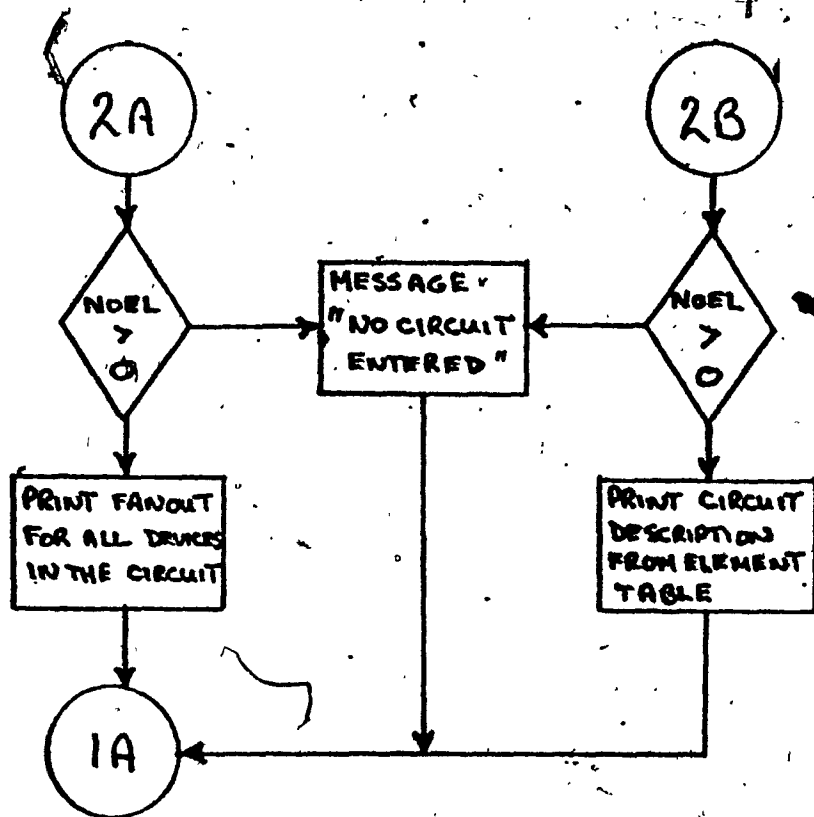 2A
2B
NOEL
>
0
MESSAGE
"NO CIRCUIT
ENTERED"
NOEL
>
0
PRINT FANOUT
FOR ALL DEVICES
IN THE CIRCUIT
PRINT CIRCUIT
DESCRIPTION
FROM ELEMENT
TABLE
1A